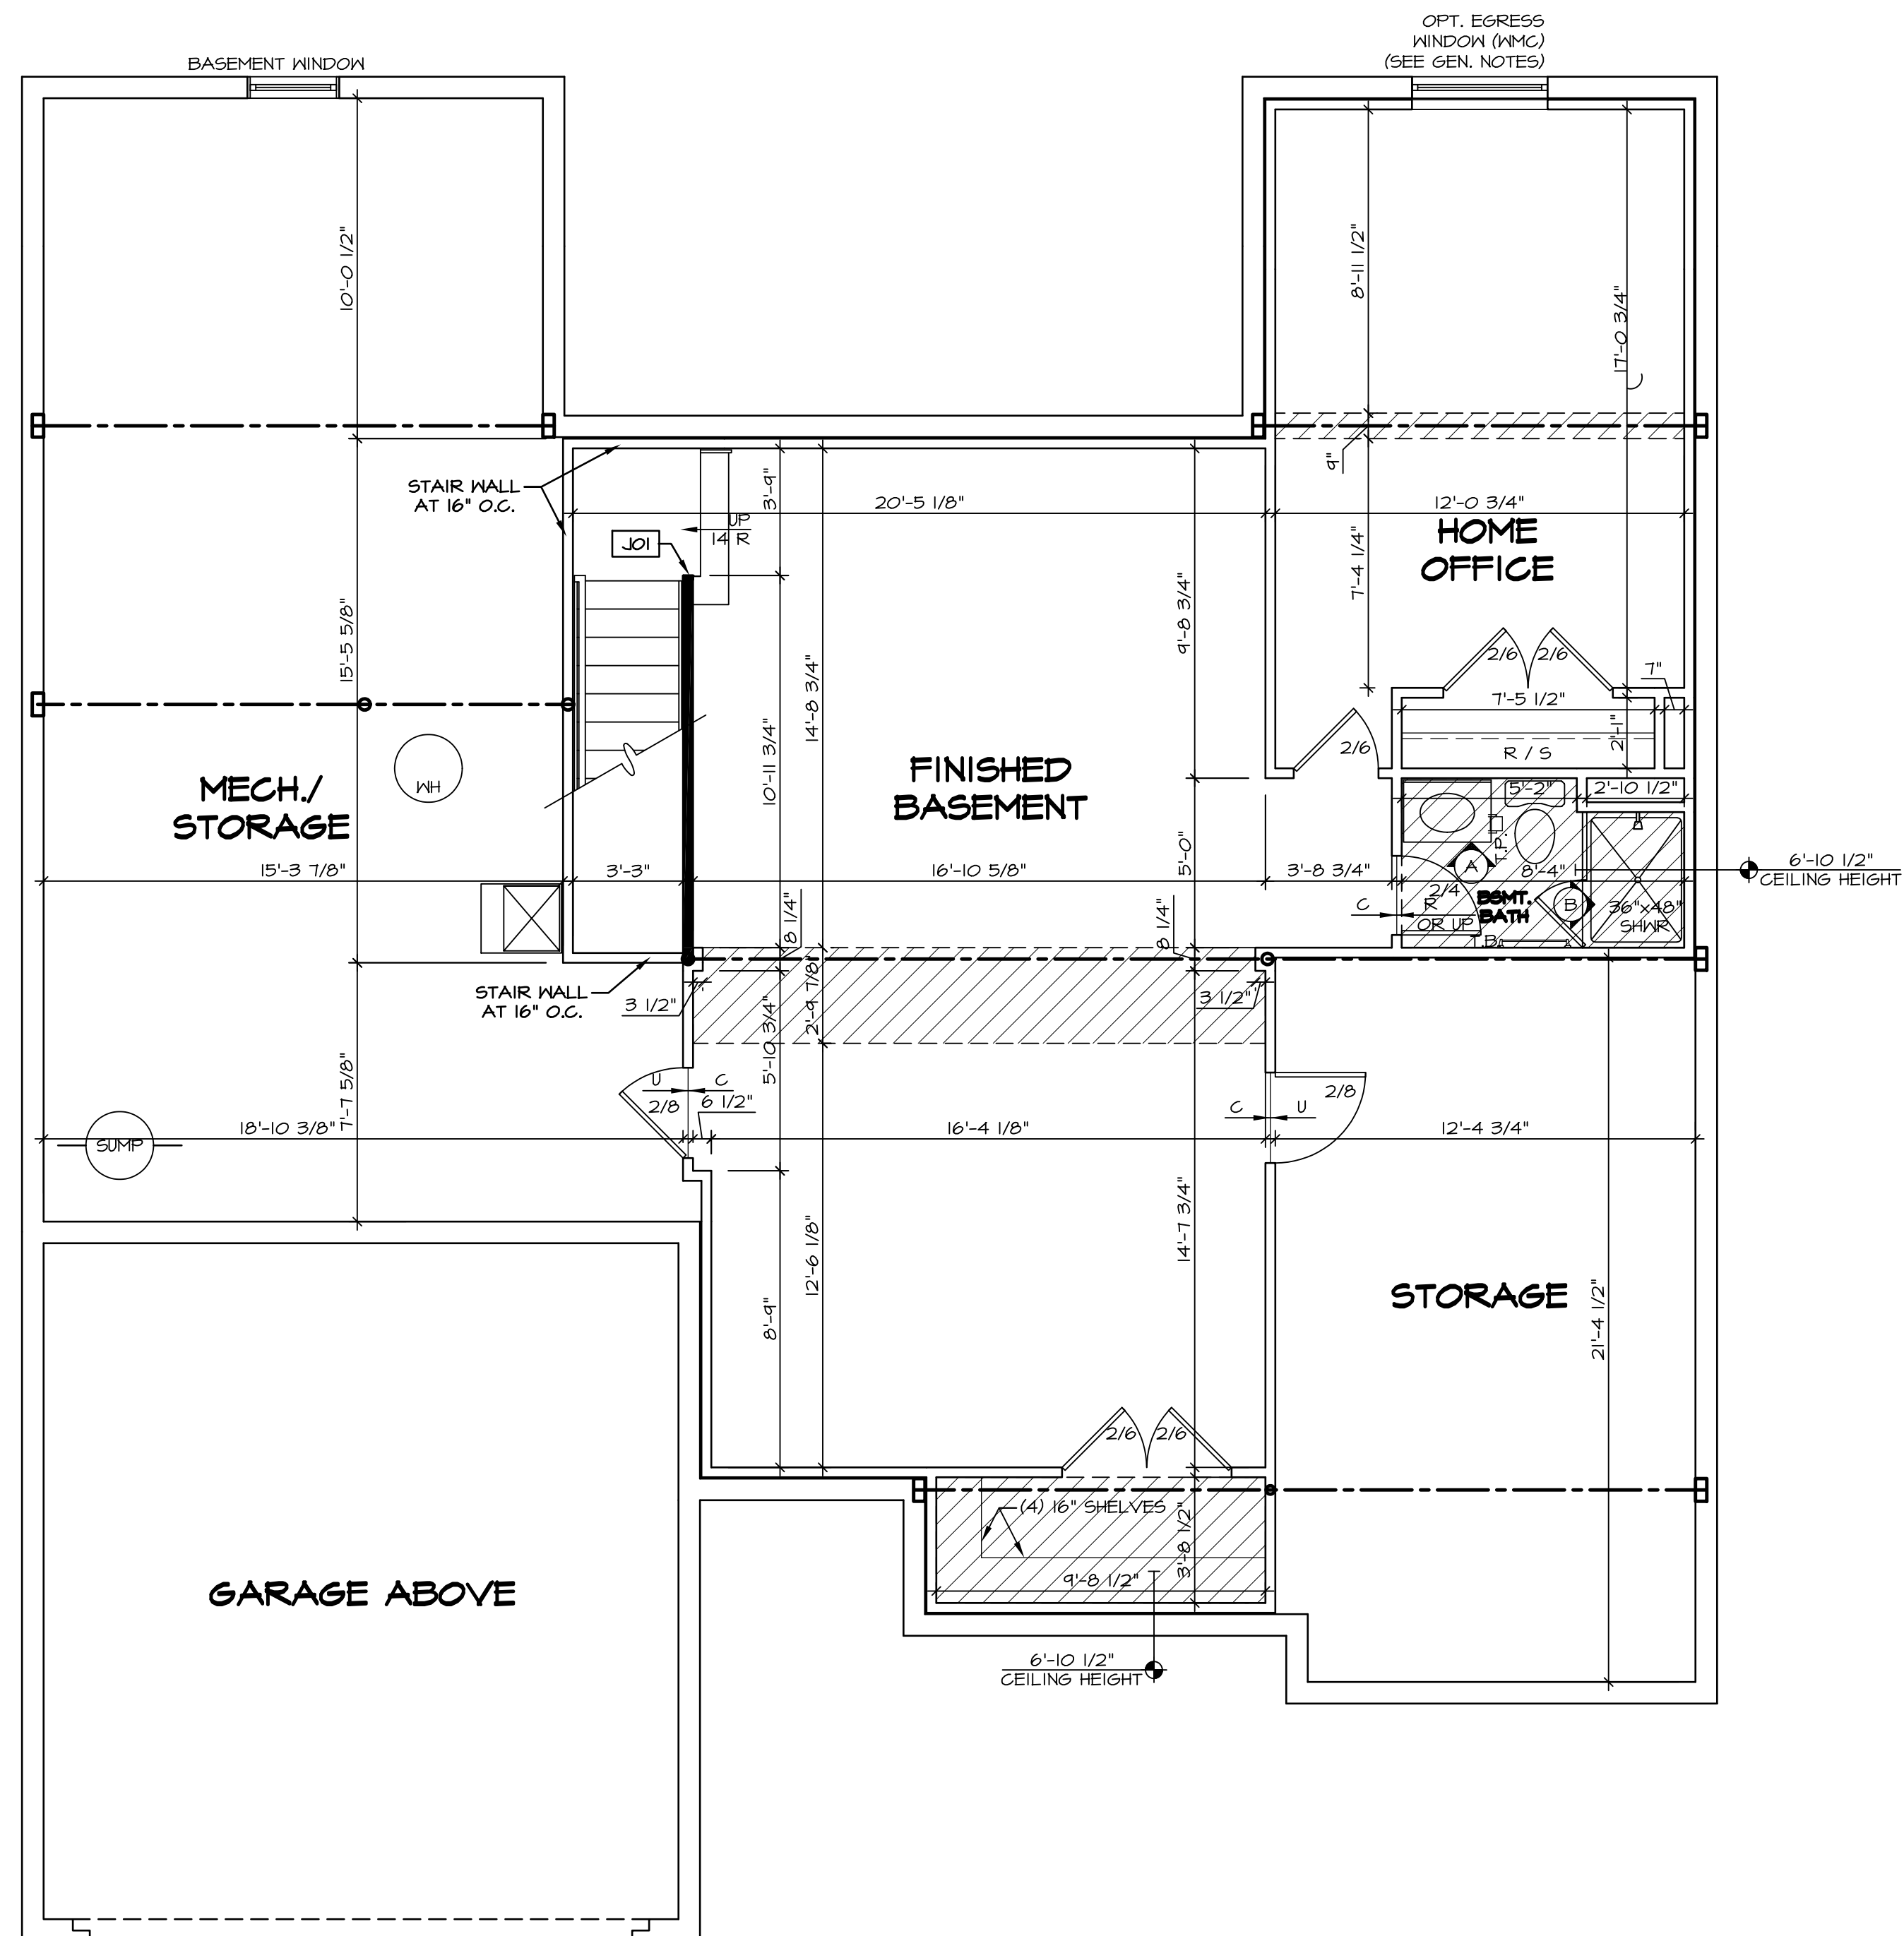 OPT. EGRESS
WINDOW (WMC)
(SEE GEN. NOTES)
BASEMENT WINDOW
10'-0 1/2"
8'-11 1/2"
17'-0 3/4"
9"
STAIR WALL
AT 16" O.C.
3'-9"
20'-5 1/8"
12'-0 3/4"
UP
14 R
J01
HOME
OFFICE
7'-4 1/4"
9'-8 3/4"
15'-5 5/8"
14'-8 3/4"
10'-11 3/4"
2/6
2/6
7"
7'-5 1/2"
2'-1"
R / S
2/6
MECH./
STORAGE
WH
FINISHED
BASEMENT
5'-2"
2'-10 1/2"
T.P.
5'-0"
15'-3 7/8"
3'-3"
16'-10 5/8"
3'-8 3/4"
A
8'-4"
6'-10 1/2"
CEILING HEIGHT
2/4
C
R
OR UP
BSMT.
BATH
B
36"x48"
SHWR
T.B.
8 1/4"
8 1/4"
STAIR WALL
AT 16" O.C.
3 1/2"
3 1/2"
2'-9 7/8"
5'-10 3/4"
7'-7 5/8"
U
C
2/8
6 1/2"
2/8
C
U
SUMP
18'-10 3/8"
16'-4 1/8"
12'-4 3/4"
14'-7 3/4"
12'-6 1/8"
8'-9"
STORAGE
21'-4 1/2"
2/6
2/6
(4) 16" SHELVES
3'-8 1/2"
9'-8 1/2"
GARAGE ABOVE
6'-10 1/2"
CEILING HEIGHT